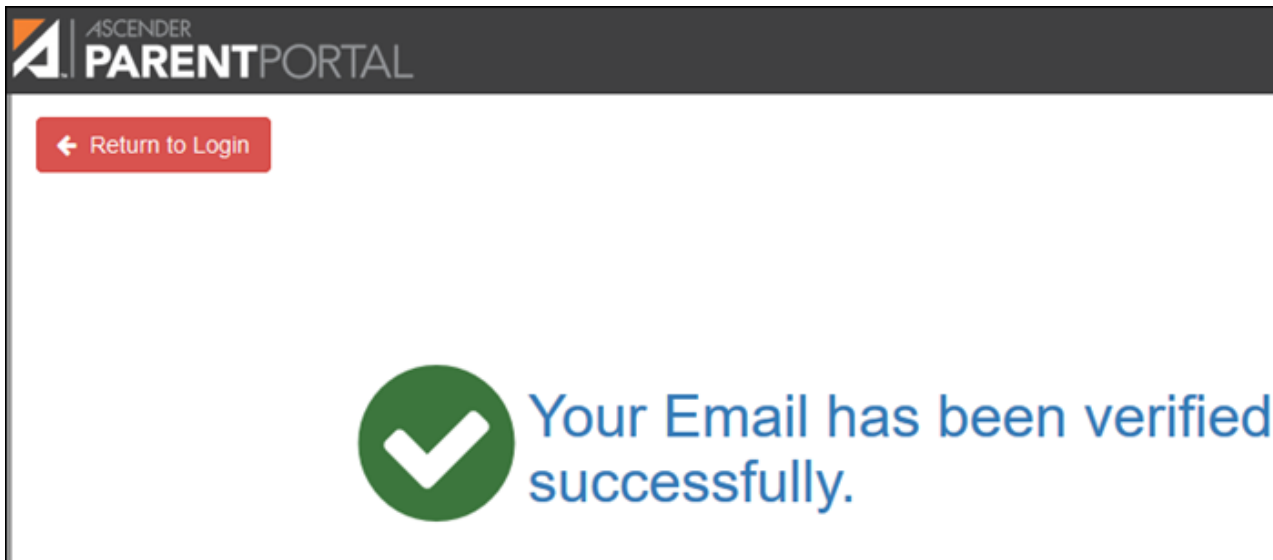 ASCENDER
PARENTPORTAL
Return to Login
Your Email has been verified
successfully.